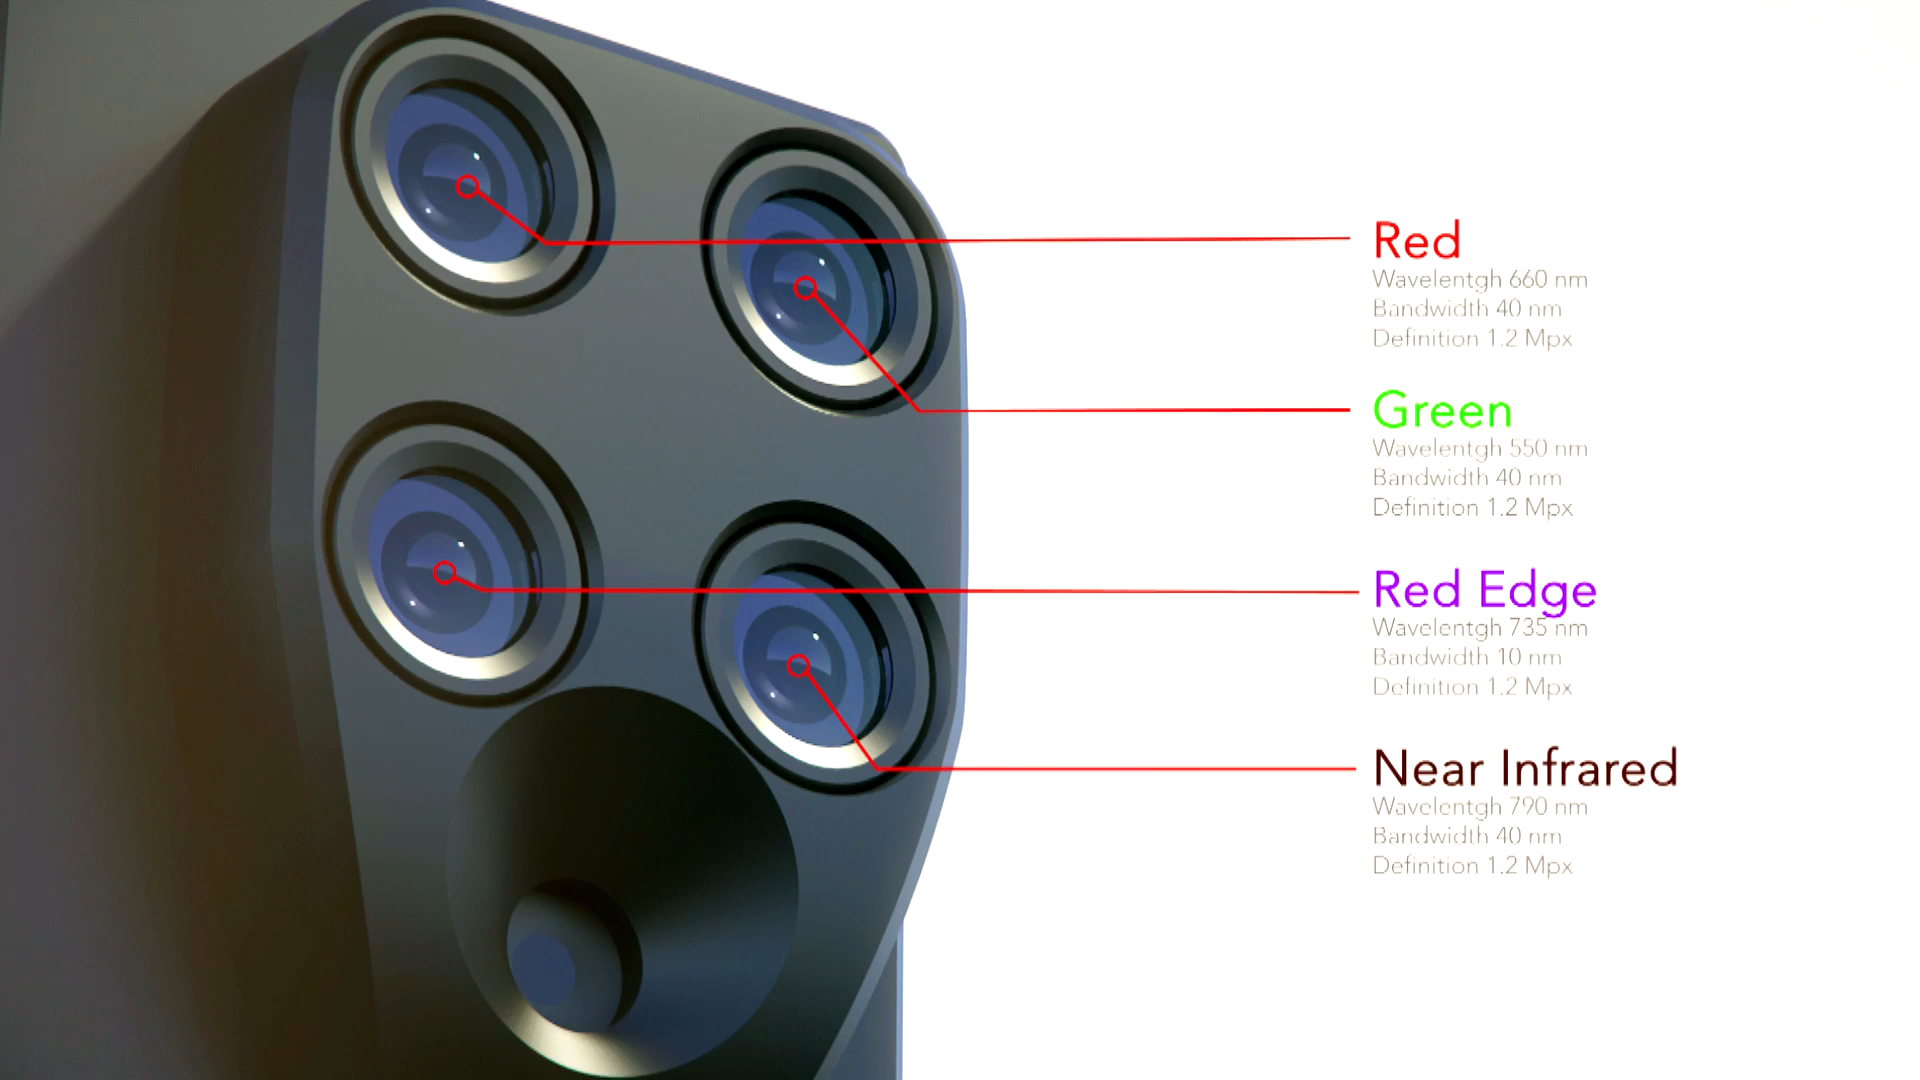 Red
Wavelentgh 660 nm
Bandwidth 40 nm
Definition 1.2 Mpx
Green
Wavelentgh 550 nm
Bandwidth 40 nm
Definition 1.2 Mpx
Red Edge
Wavelentgh 735 nm
Bandwidth 10 nm
Definition 1.2 Mpx
Near Infrared
Wavelentgh 790 nm
Bandwidth 40 nm
Definition 1.2 Mpx